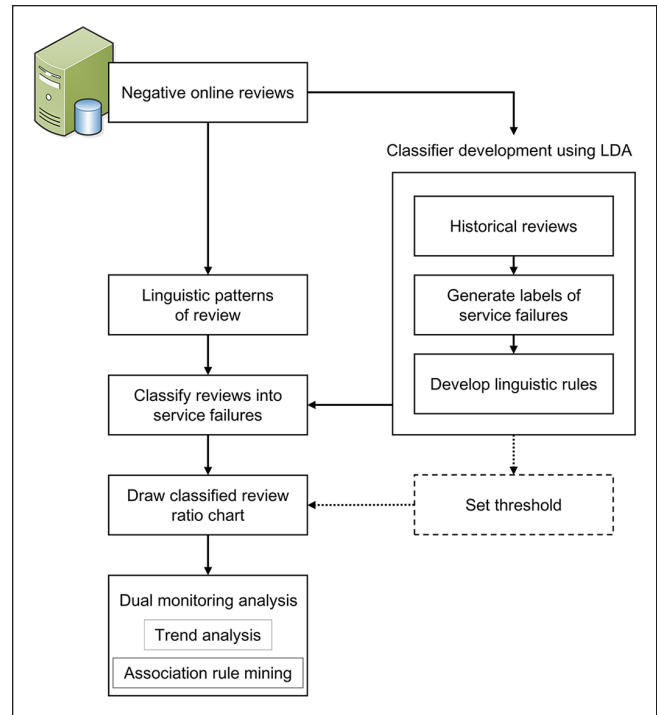 Negative online reviews
Classifier development using LDA
Historical reviews
Generate labels of
service failures
Develop linguistic rules
Linguistic patterns
of review
Classify reviews into
service failures
Draw classified review
ratio chart
Set threshold
Dual monitoring analysis
Trend analysis
Association rule mining